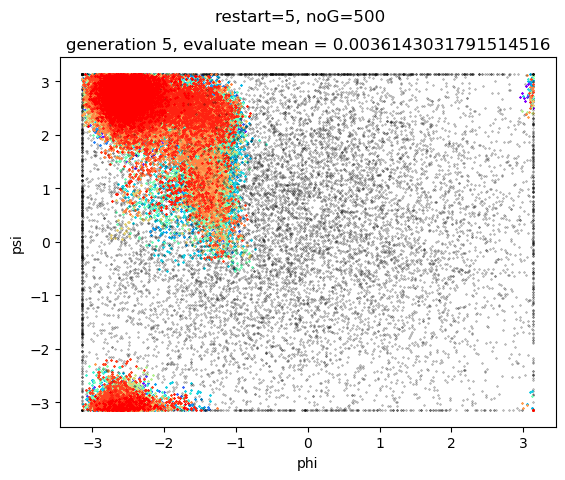 restart=5, noG=500
generation 5, evaluate mean = 0.0036143031791514516
3
2
1
0
−1
−2
−3
psi
−3 −2 −1 0 1 2 3
phi